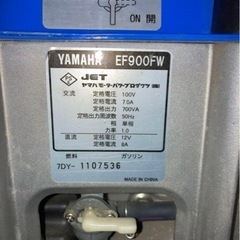 ON 開
YAMAHA EF900FW
JET
ヤマハモーターパワープロダクツ(株)
交流 定格電圧 100V
定格電流 7.0A
定格出力 700VA
定格出力周波数 50Hz
相数 単相
力率 1.0
直流 定格電圧 12V
定格電流 8A
燃料 ガソリン
7DY-1107536
MADE IN CHINA